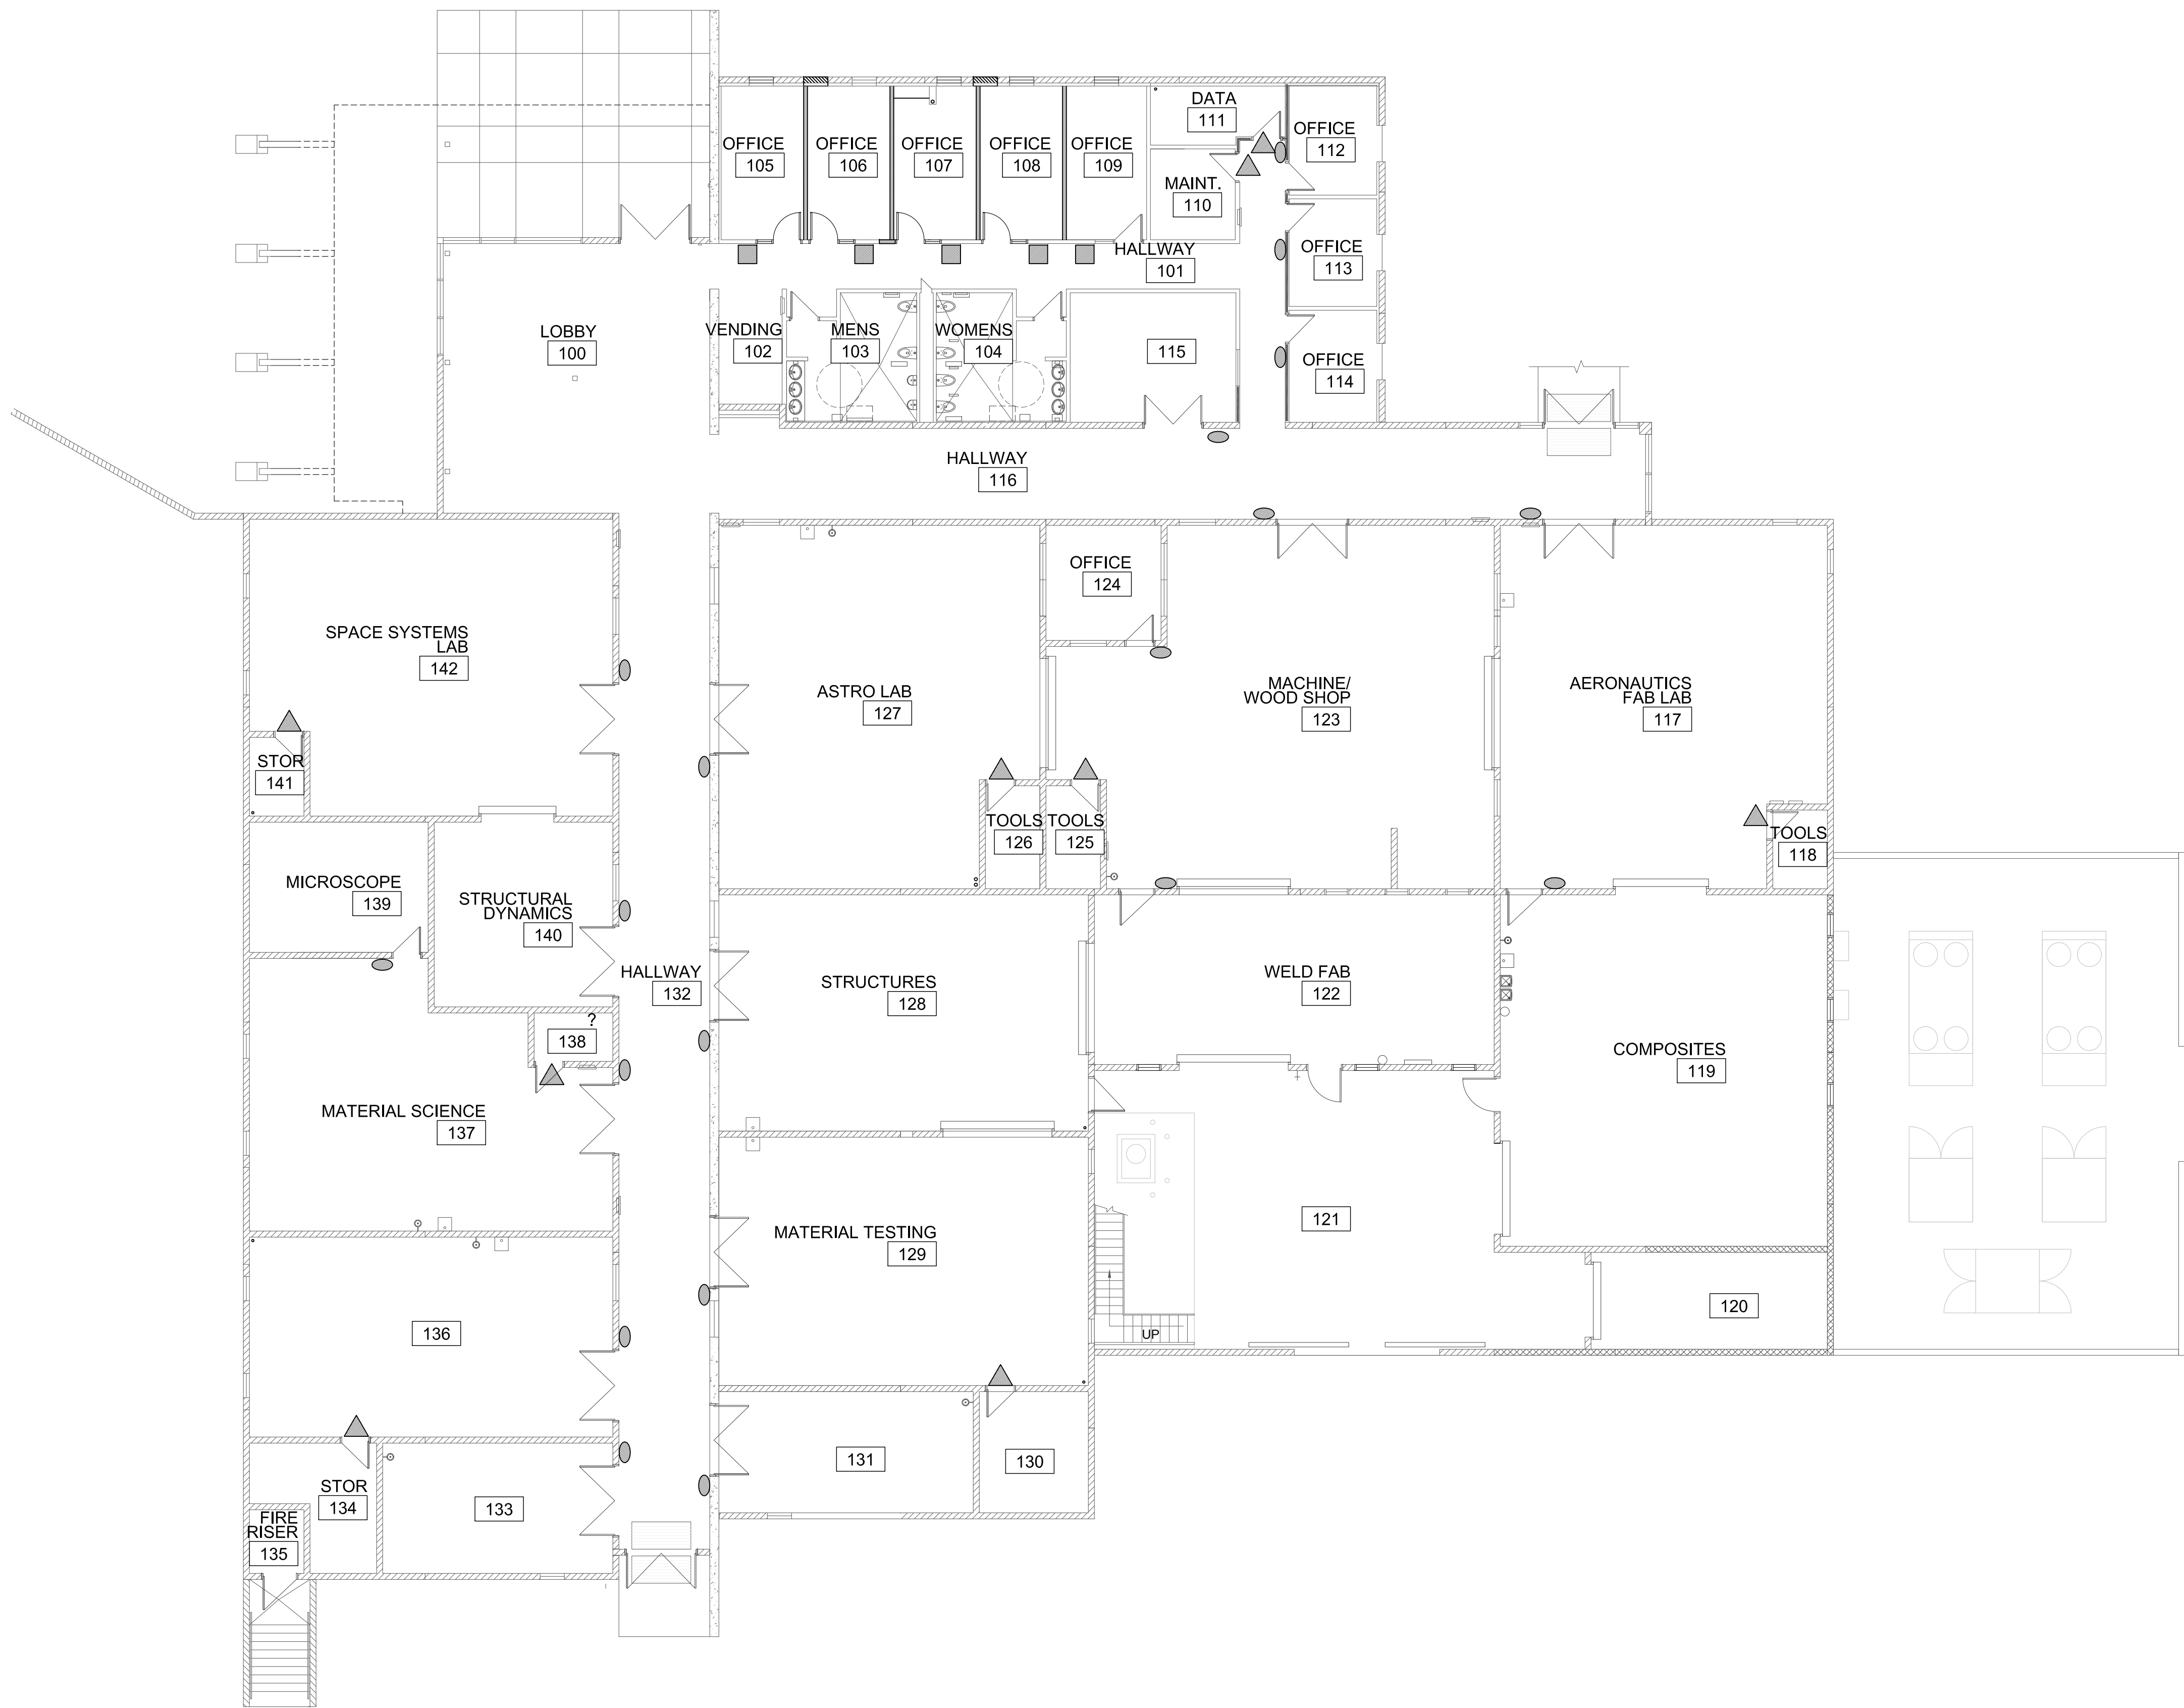 DATA
111
OFFICE
105
OFFICE
106
OFFICE
107
OFFICE
108
OFFICE
109
OFFICE
112
MAINT.
110
HALLWAY
101
OFFICE
113
LOBBY
100
VENDING
102
MENS
103
WOMENS
104
115
OFFICE
114
HALLWAY
116
SPACE SYSTEMS
LAB
142
OFFICE
124
ASTRO LAB
127
MACHINE/
WOOD SHOP
123
AERONAUTICS
FAB LAB
117
STOR
141
TOOLS
126
TOOLS
125
TOOLS
118
MICROSCOPE
139
STRUCTURAL
DYNAMICS
140
HALLWAY
132
STRUCTURES
128
WELD FAB
122
?
138
COMPOSITES
119
MATERIAL SCIENCE
137
MATERIAL TESTING
129
121
136
120
UP
131
130
STOR
134
133
FIRE
RISER
135